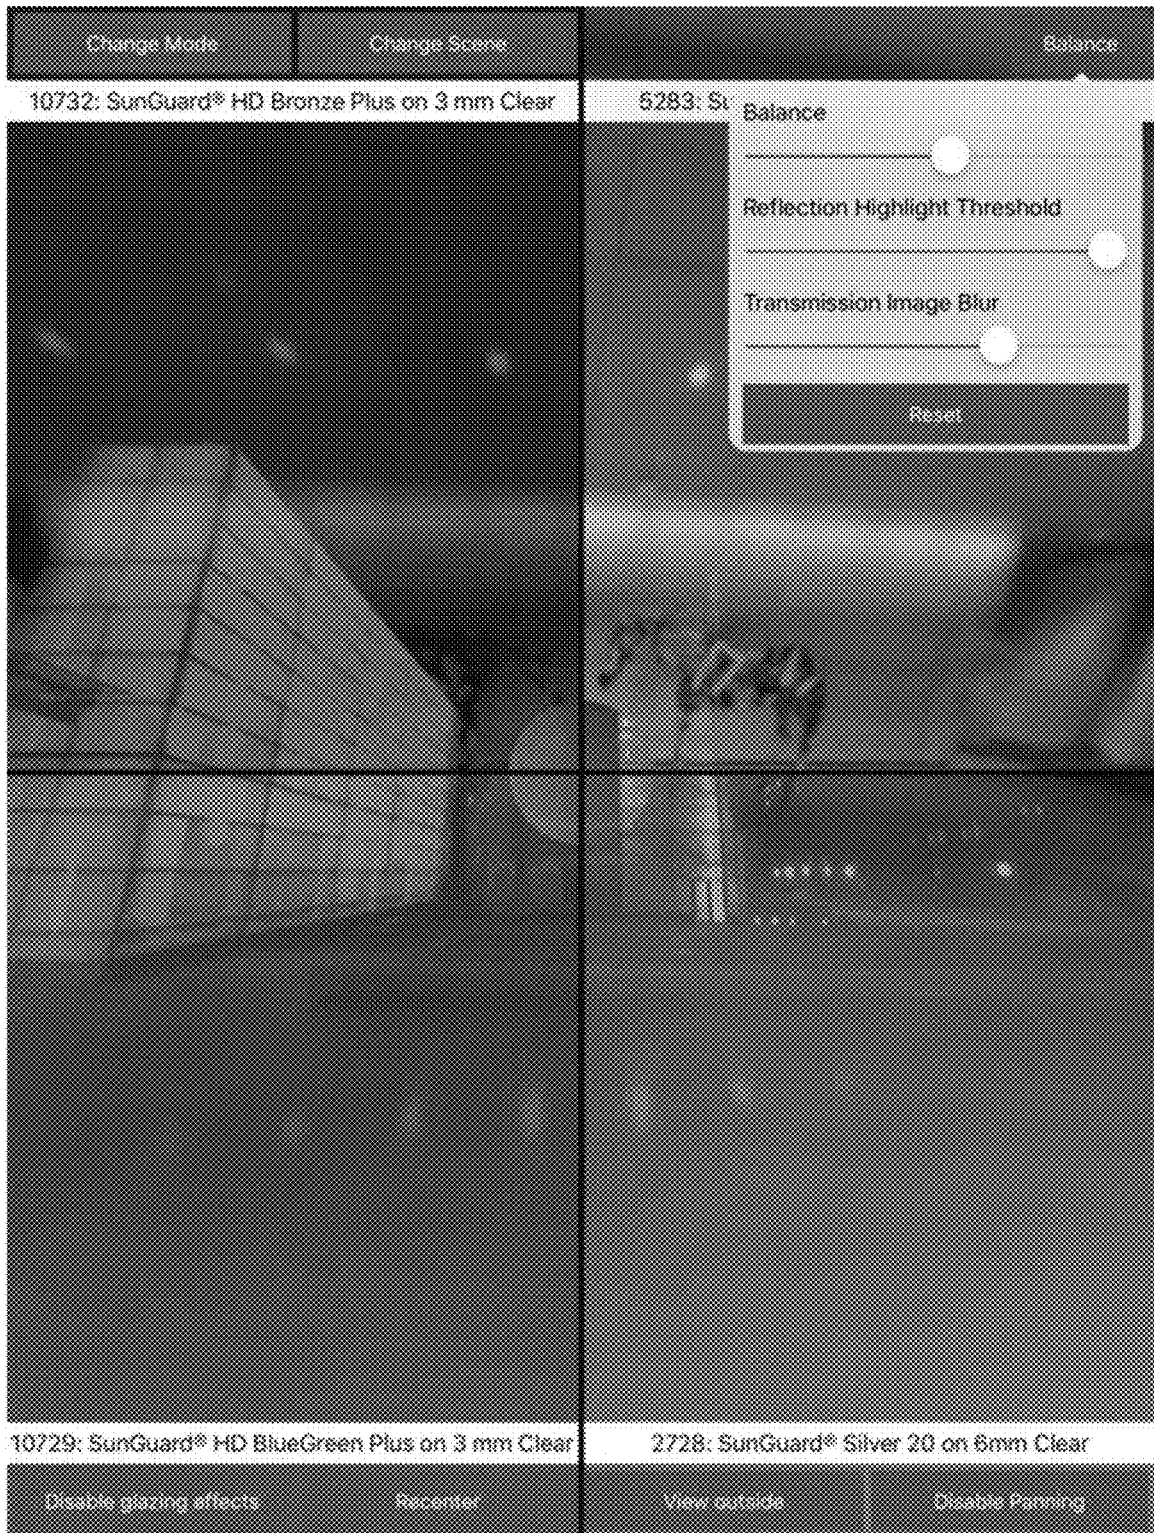 Change Mode
Change Scene
Balance
10732: SunGuard® HD Bronze Plus on 3 mm Clear
5283:
Balance
Reflection Highlight Threshold
Transmission Image Blur
Reset
10729: SunGuard® HD BlueGreen Plus on 3 mm Clear
2728: SunGuard® Silver 20 on 6mm Clear
Disable glazing effects
Recenter
View outside
Disable Panning